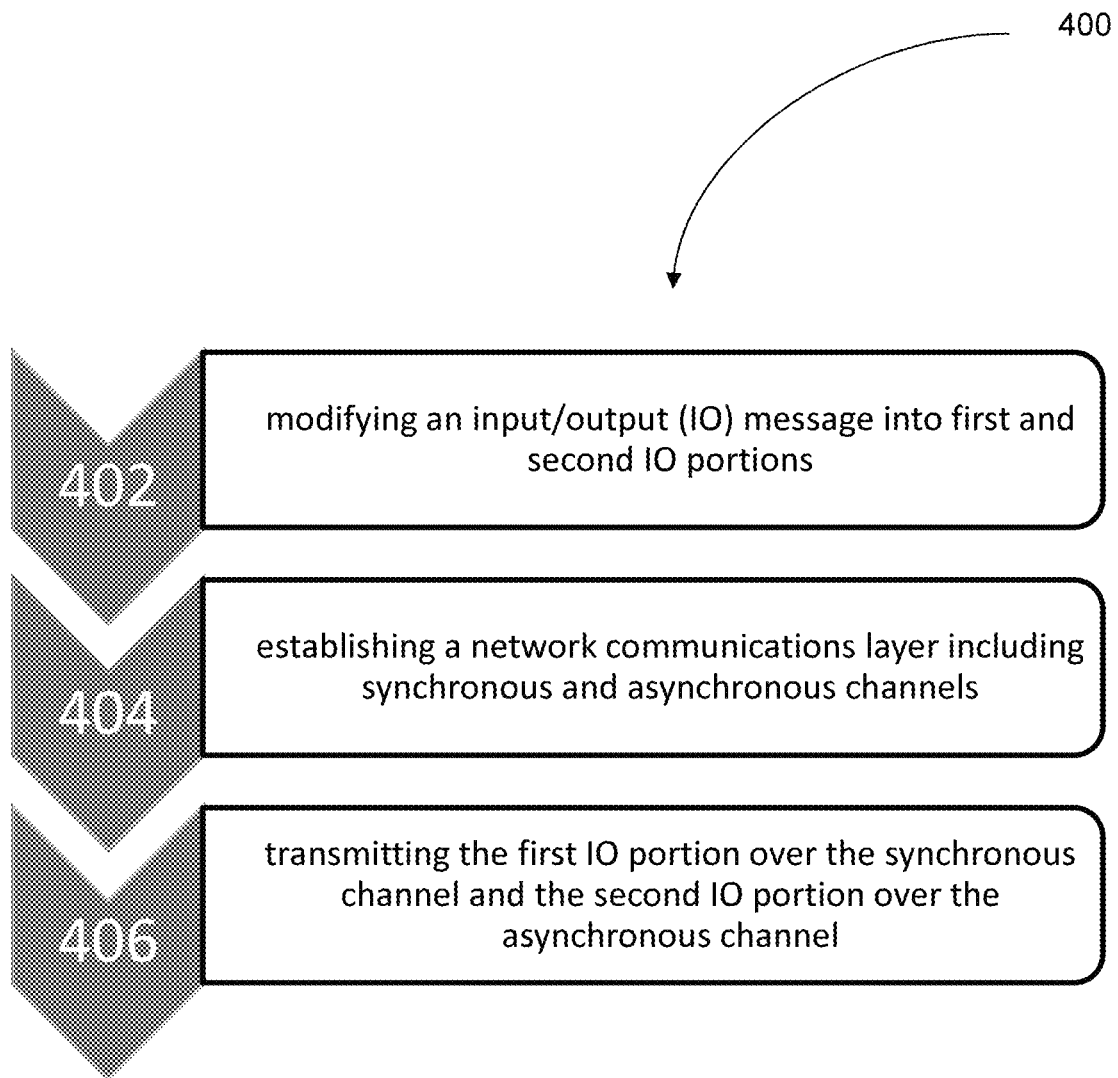 400
402
modifying an input/output (IO) message into first and
second IO portions
404
establishing a network communications layer including
synchronous and asynchronous channels
406
transmitting the first IO portion over the synchronous
channel and the second IO portion over the
asynchronous channel